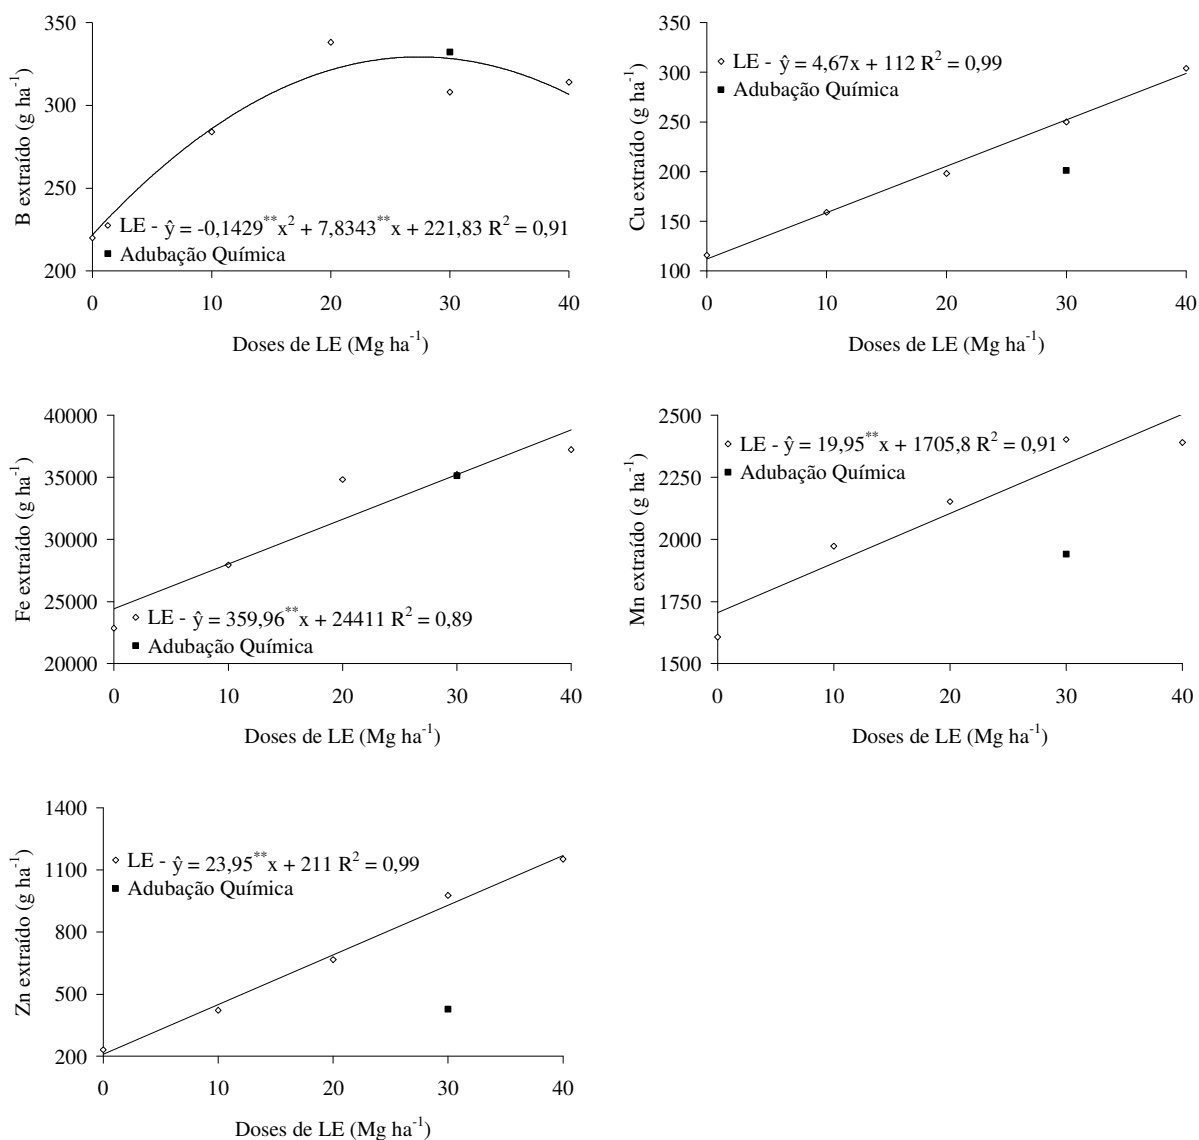 B extraído (g ha⁻¹)
350
300
250
200
LE - ŷ = -0,1429**x² + 7,8343**x + 221,83 R² = 0,91
Adubação Química
0 10 20 30 40
Doses de LE (Mg ha⁻¹)
Cu extraído (g ha⁻¹)
350
300
250
200
150
100
LE - ŷ = 4,67x + 112 R² = 0,99
Adubação Química
0 10 20 30 40
Doses de LE (Mg ha⁻¹)
Fe extraído (g ha⁻¹)
40000
35000
30000
25000
20000
LE - ŷ = 359,96**x + 24411 R² = 0,89
Adubação Química
0 10 20 30 40
Doses de LE (Mg ha⁻¹)
Mn extraído (g ha⁻¹)
2500
2250
2000
1750
1500
LE - ŷ = 19,95**x + 1705,8 R² = 0,91
Adubação Química
0 10 20 30 40
Doses de LE (Mg ha⁻¹)
Zn extraído (g ha⁻¹)
1400
1100
800
500
200
LE - ŷ = 23,95**x + 211 R² = 0,99
Adubação Química
0 10 20 30 40
Doses de LE (Mg ha⁻¹)